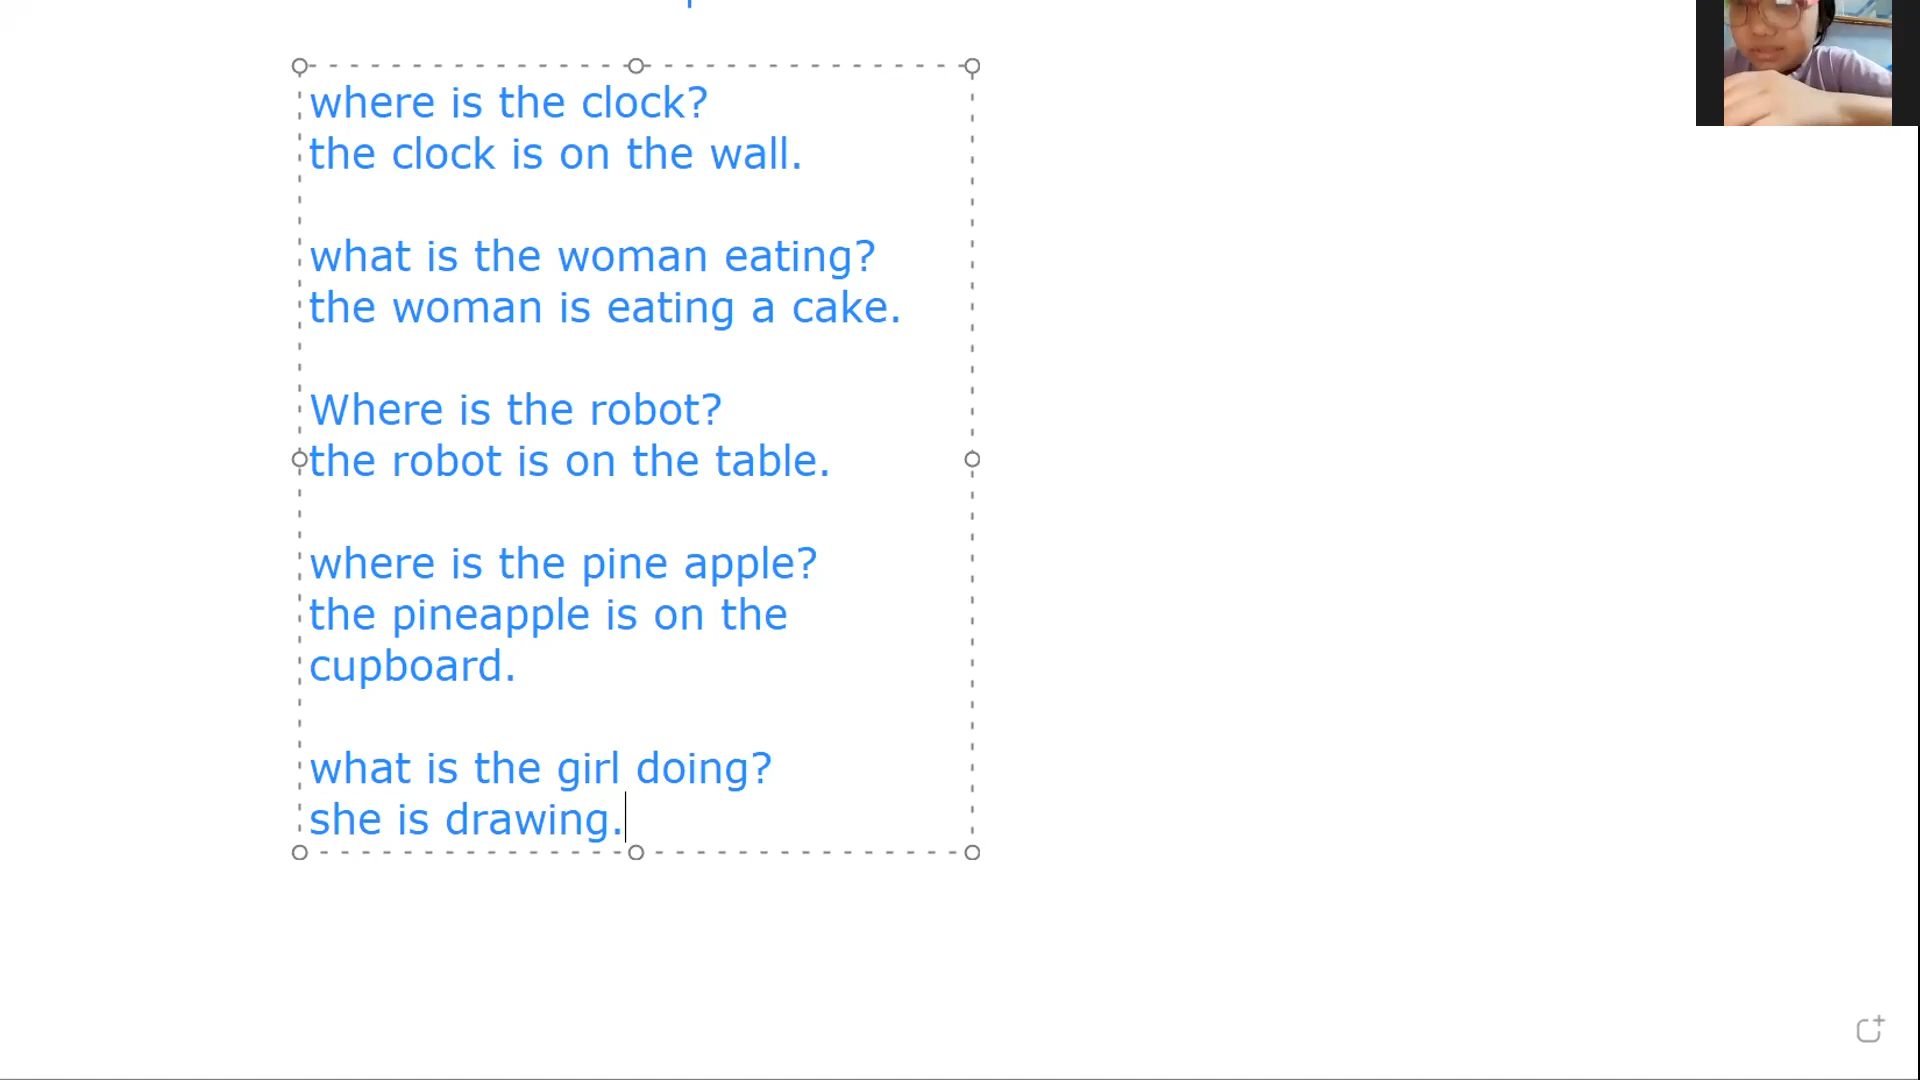 where is the clock?
the clock is on the wall.
what is the woman eating?
the woman is eating a cake.
Where is the robot?
the robot is on the table.
where is the pine apple?
the pineapple is on the
cupboard.
what is the girl doing?
she is drawing.